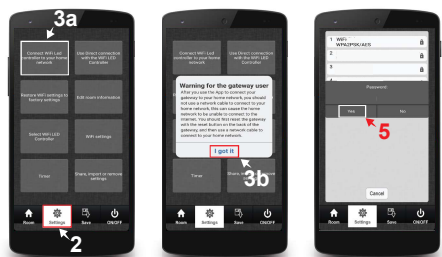 3a
Connect WiFi Led
controller to your home
network
Use Direct connection
with the WiFi LED
Controller
Restore WiFi settings to
factory settings
Edit room information
Select WiFi LED
Controller
WiFi settings
Timer
Share, import or remove
settings
Room
Settings
Save
ON/OFF
2
Connect WiFi Led
controller to your home
network
Use Direct connection
with the WiFi LED
Controller
Warning for the gateway user
After you use the App to connect your
gateway to your home network, you should
not use a network cable to connect to your
home network, this can cause the home
network to be unable to connect to the
internet. You should first reset the gateway
with the reset button on the back of the
gateway, and then use a network cable to
connect to your home network.
I got it
3b
Timer
Share, import or remove
settings
Room
Settings
Save
ON/OFF
1 WiFi-
WPA2PSK/AES
2
3
Password
Yes
No
5
Cancel
Room
Settings
Save
ON/OFF